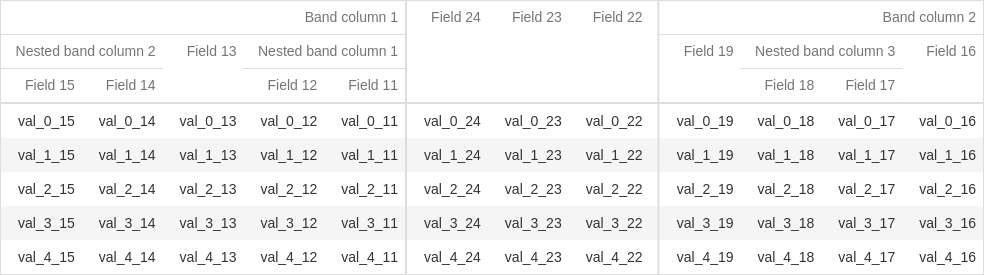 Band column 1 Field 24 Field 23 Field 22 Band column 2
Nested band column 2 Field 13 Nested band column 1 Field 19 Nested band column 3 Field 16
Field 15 Field 14 Field 12 Field 11 Field 18 Field 17
val_0_15 val_0_14 val_0_13 val_0_12 val_0_11 val_0_24 val_0_23 val_0_22 val_0_19 val_0_18 val_0_17 val_0_16
val_1_15 val_1_14 val_1_13 val_1_12 val_1_11 val_1_24 val_1_23 val_1_22 val_1_19 val_1_18 val_1_17 val_1_16
val_2_15 val_2_14 val_2_13 val_2_12 val_2_11 val_2_24 val_2_23 val_2_22 val_2_19 val_2_18 val_2_17 val_2_16
val_3_15 val_3_14 val_3_13 val_3_12 val_3_11 val_3_24 val_3_23 val_3_22 val_3_19 val_3_18 val_3_17 val_3_16
val_4_15 val_4_14 val_4_13 val_4_12 val_4_11 val_4_24 val_4_23 val_4_22 val_4_19 val_4_18 val_4_17 val_4_16